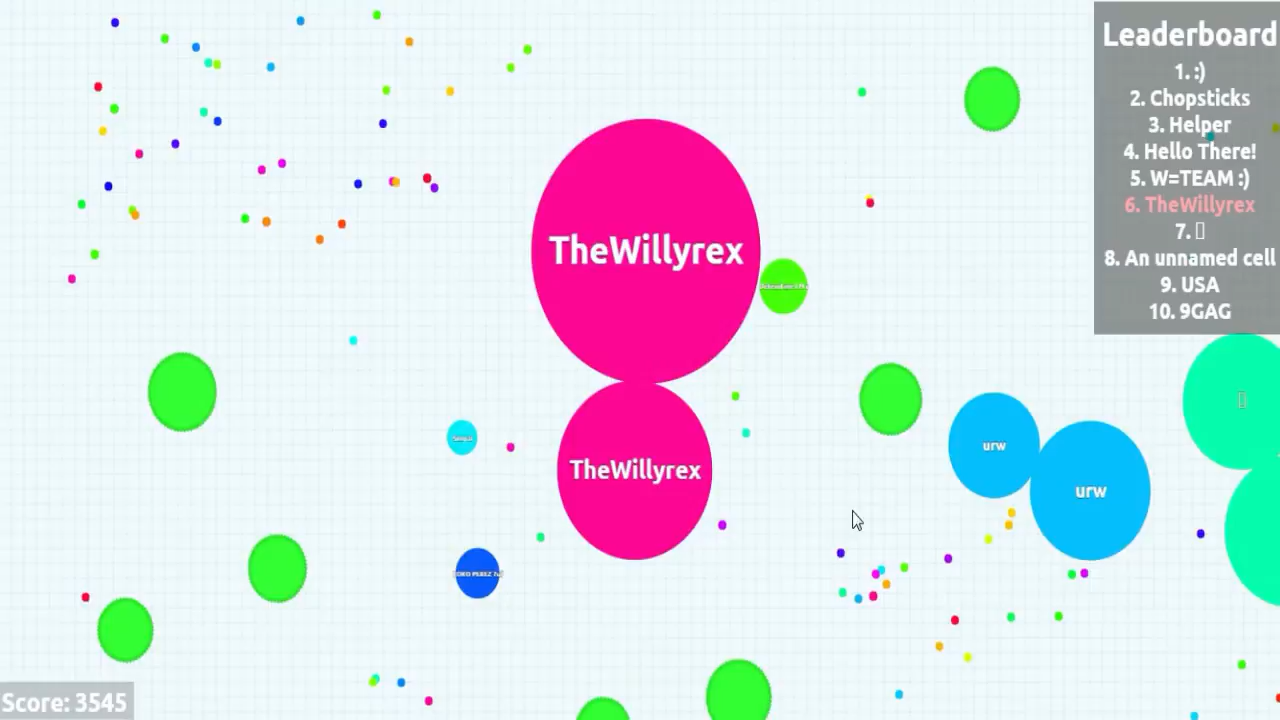 Leaderboard
1. :)
2. Chopsticks
3. Helper
4. Hello There!
5. W=TEAM :)
6. TheWillyrex
7.
8. An unnamed cell
9. USA
10. 9GAG
TheWillyrex
TheWillyrex
urw
urw
Score: 3545